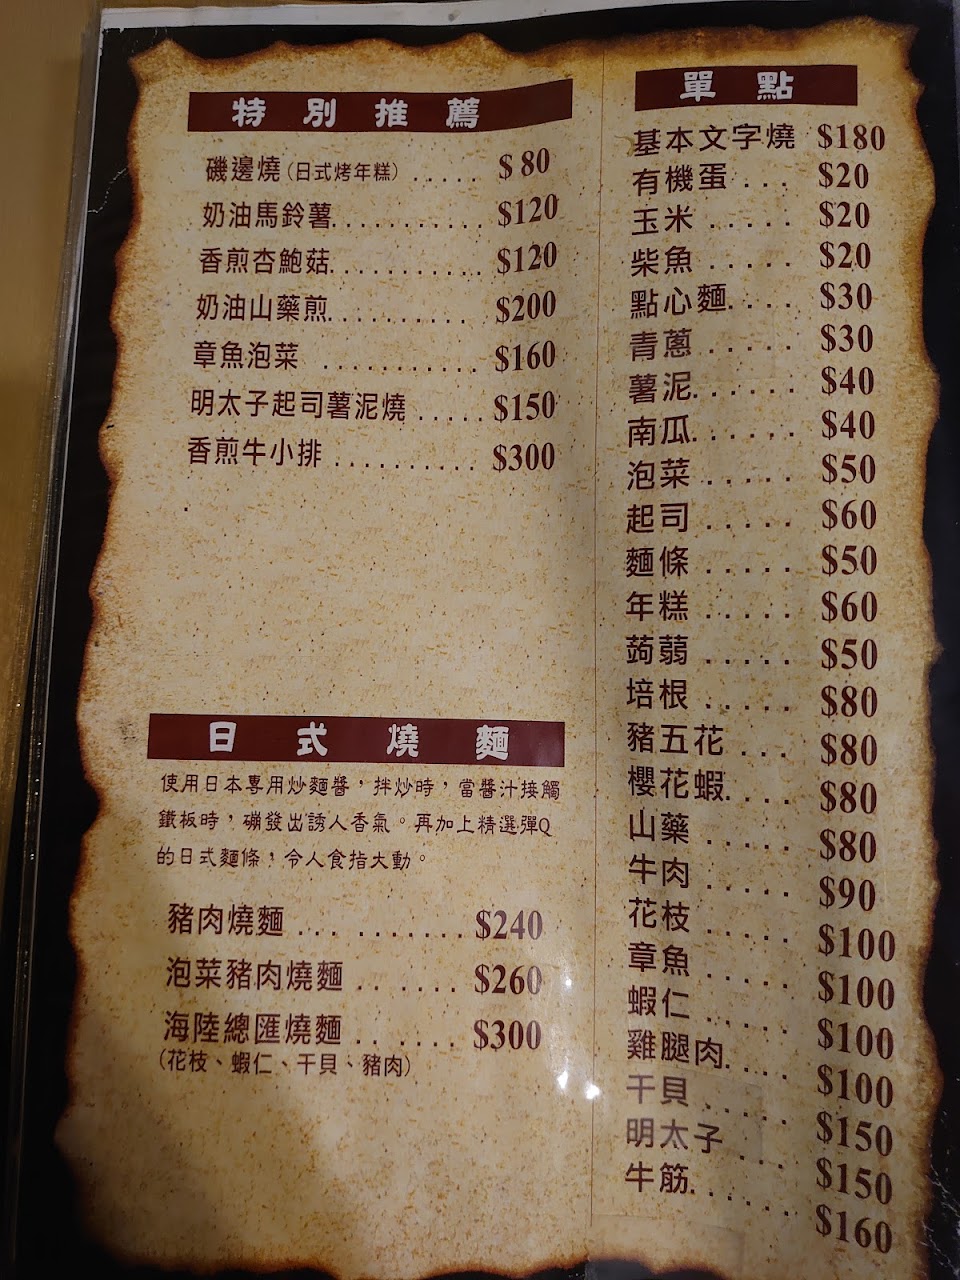 特別推薦
磯邊燒(日式烤年糕).....$80
奶油馬鈴薯...........$120
香煎杏鮑菇...........$120
奶油山藥煎..........$200
章魚泡菜 ..........$160
明太子起司薯泥燒.....$150
香煎牛小排..........$300
日式燒麵
使用日本專用炒麵醬，拌炒時，當醬汁接觸
鐵板時，磞發出誘人香氣。再加上精選彈Q
的日式麵條，令人食指大動。
豬肉燒麵... .......$240
泡菜豬肉燒麵.. .....$260
海陸總匯燒麵.. .....$300
(花枝、蝦仁、干貝、豬肉)
單點
基本文字燒 $180
有機蛋... $20
玉米..... $20
柴魚..... $20
點心麵.... $30
青蔥..... $30
薯泥...... $40
南瓜...... $40
泡菜..... $50
起司..... $60
麵條..... $50
年糕..... $60
蒟蒻..... $50
培根..... $80
豬五花... $80
櫻花蝦.... $80
山藥..... $80
牛肉..... $90
花枝..... $100
章魚..... $100
蝦仁..... $100
雞腿肉.... $100
干貝..... $150
明太子... $150
牛筋...... $160